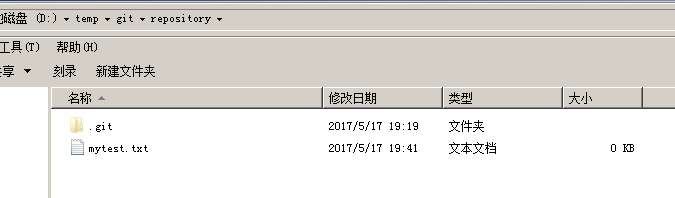 磁盘 (D:) ▾ temp ▾ git ▾ repository ▾
工具(T) 帮助(H)
享 ▾ 刻录 新建文件夹
名称 修改日期 类型 大小
.git 2017/5/17 19:19 文件夹
mytest.txt 2017/5/17 19:41 文本文档 0 KB